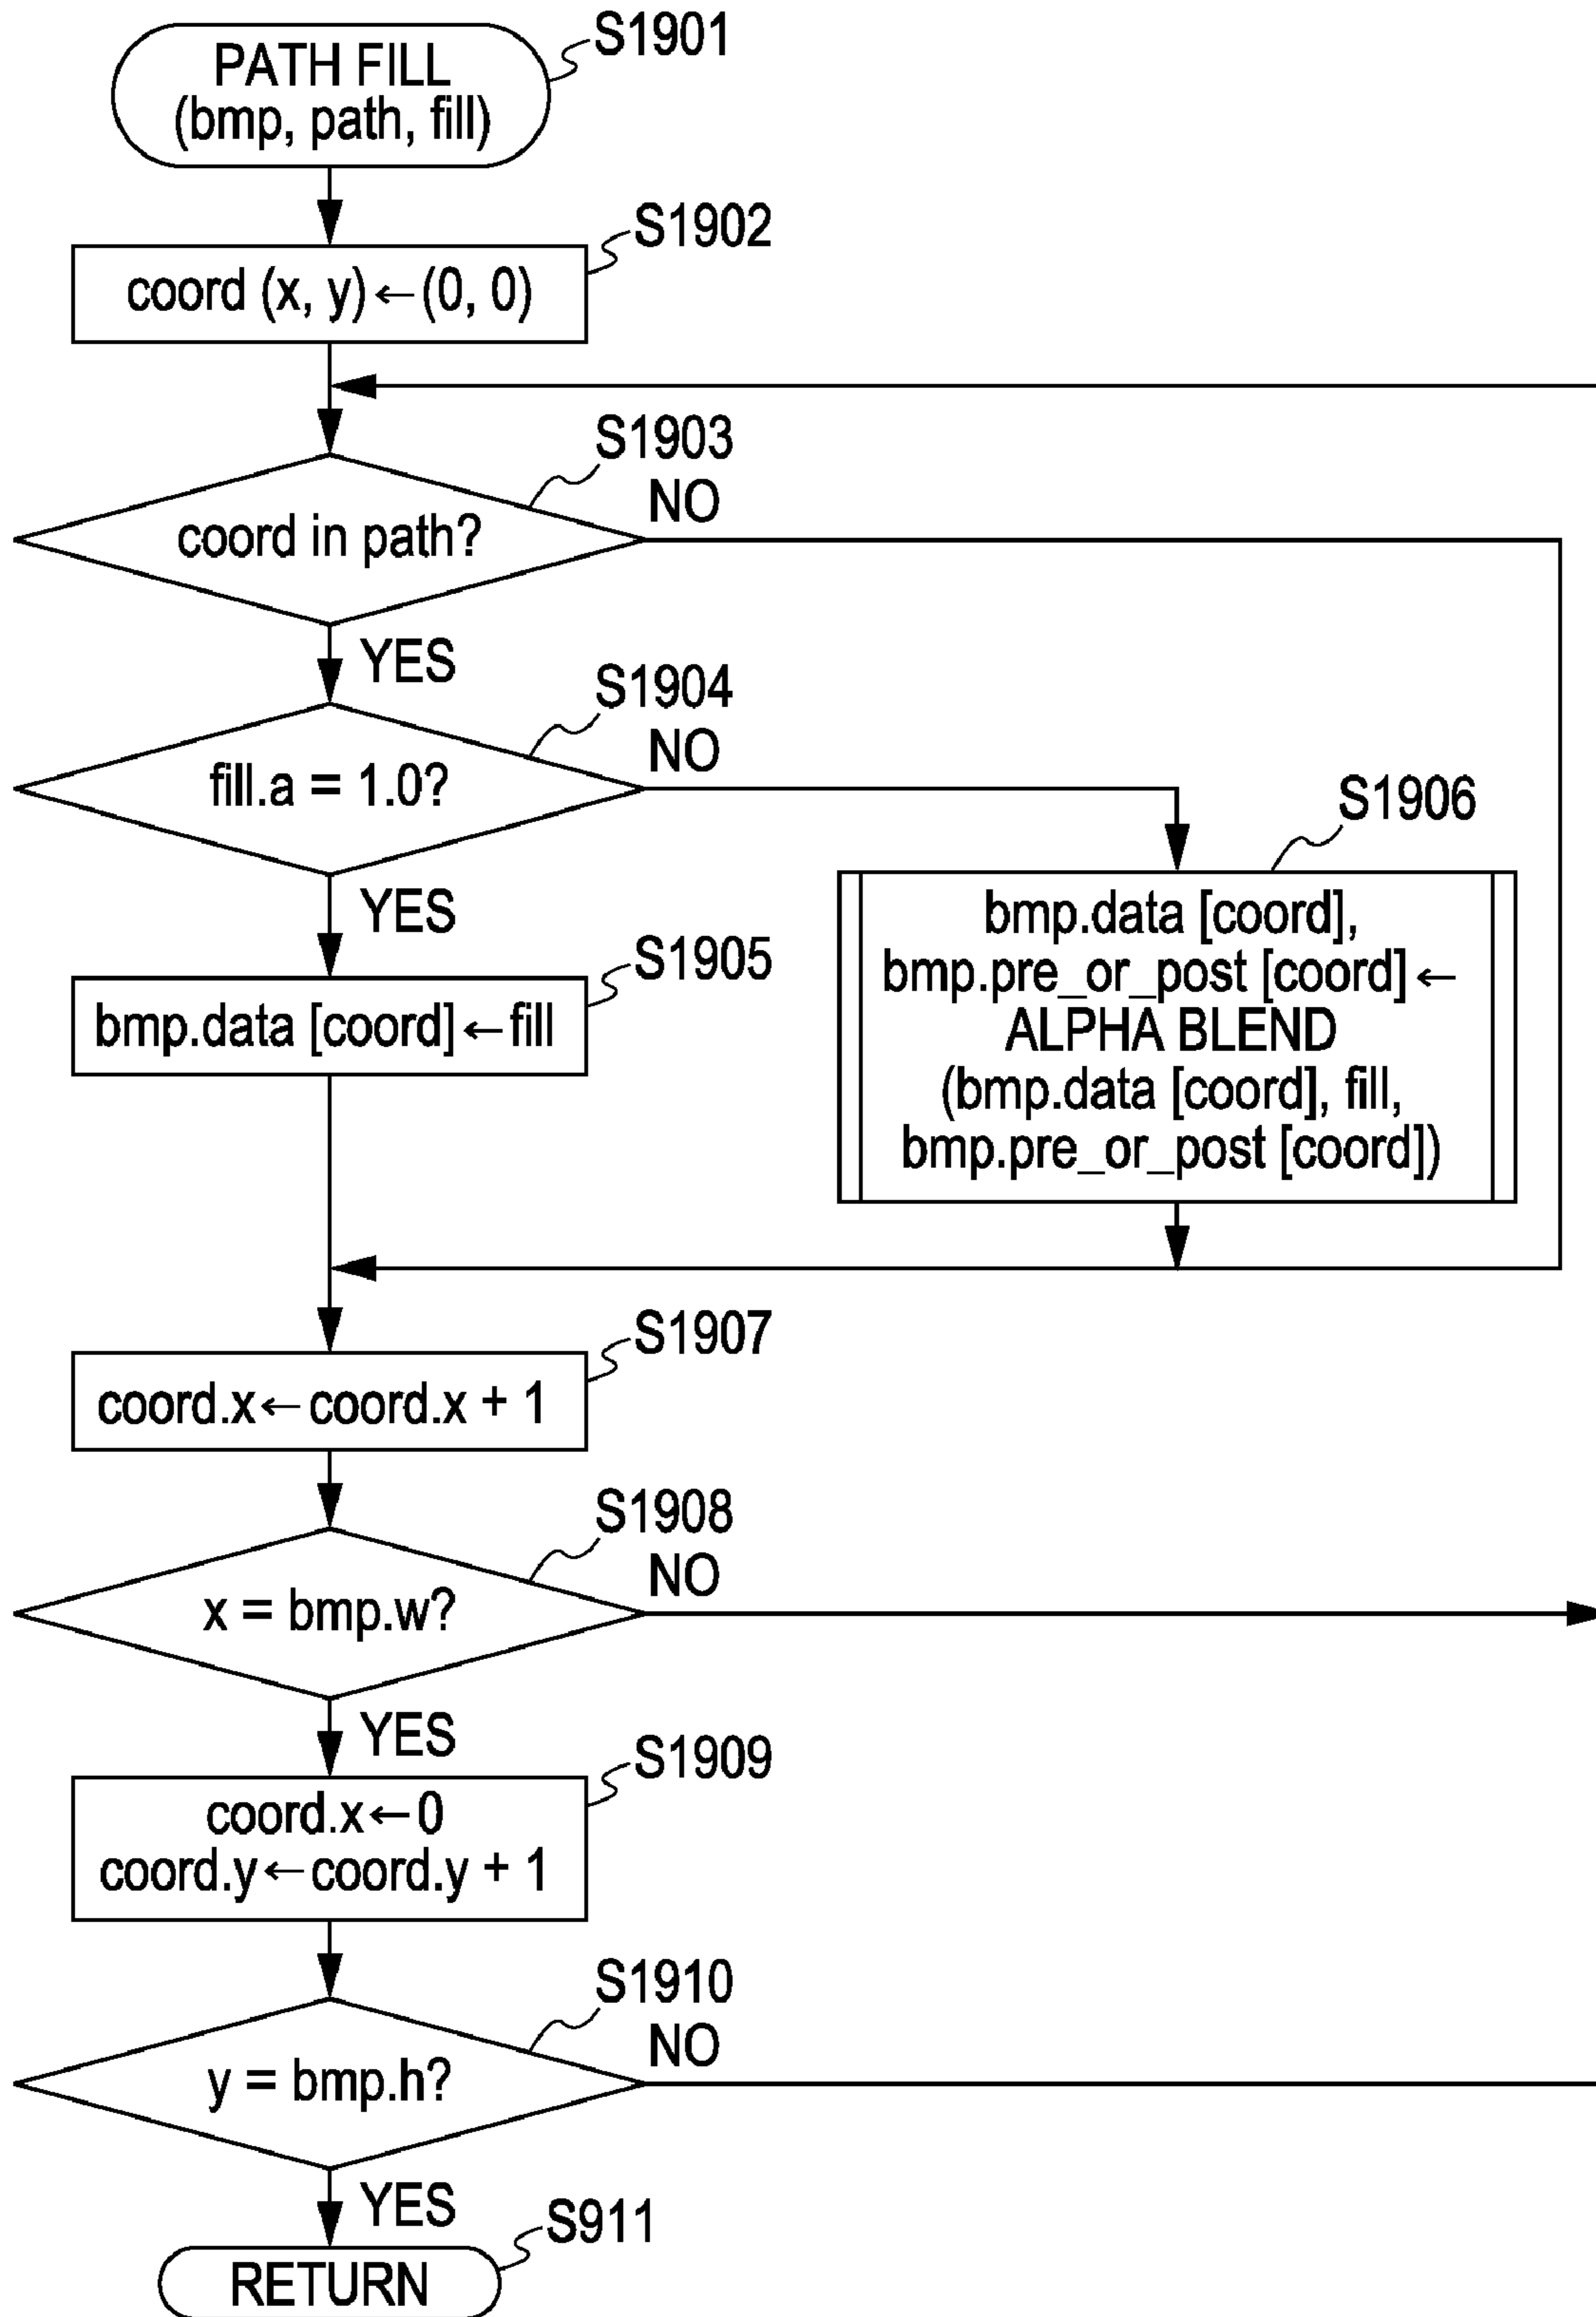 S1901
PATH FILL
(bmp, path, fill)
S1902
coord (x, y)←(0, 0)
S1903
NO
coord in path?
YES
S1904
NO
fill.a = 1.0?
S1906
YES
bmp.data [coord],
bmp.pre_or_post [coord]←
ALPHA BLEND
(bmp.data [coord], fill,
bmp.pre_or_post [coord])
S1905
bmp.data [coord]←fill
S1907
coord.x←coord.x + 1
S1908
NO
x = bmp.w?
YES
S1909
coord.x←0
coord.y←coord.y + 1
S1910
NO
y = bmp.h?
YES
S911
RETURN